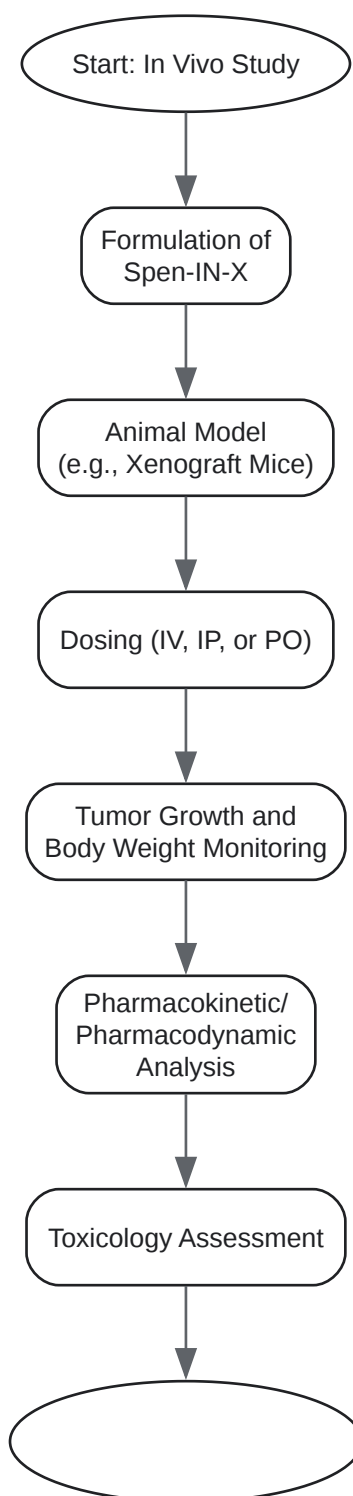 Start: In Vivo Study
Formulation of
Spen-IN-X
Animal Model
(e.g., Xenograft Mice)
Dosing (IV, IP, or PO)
Tumor Growth and
Body Weight Monitoring
Pharmacokinetic/
Pharmacodynamic
Analysis
Toxicology Assessment